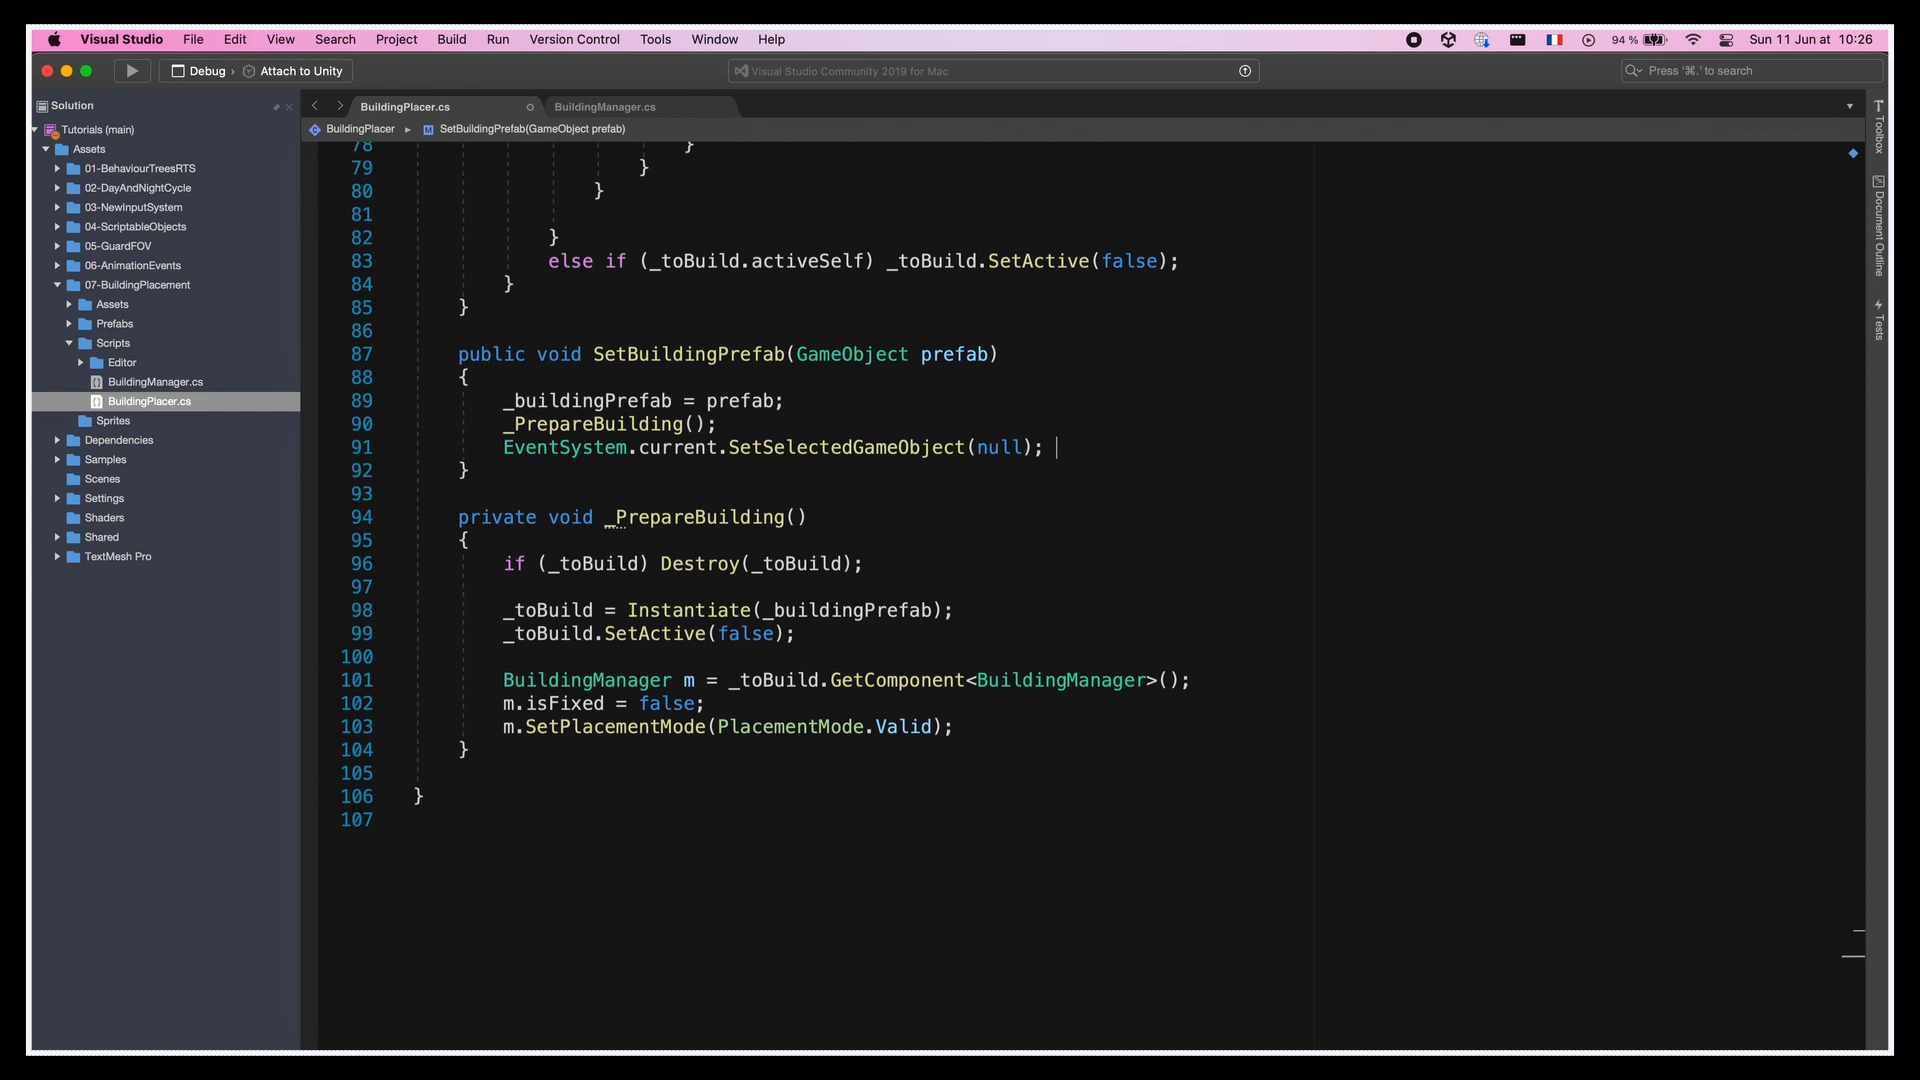 Visual Studio File Edit View Search Project Build Run Version Control Tools Window Help 94 % Sun 11 Jun at 10:26
Debug › Attach to Unity Visual Studio Community 2019 for Mac Press '⌘.' to search
Solution
Tutorials (main)
Assets
01-BehaviourTreesRTS
02-DayAndNightCycle
03-NewInputSystem
04-ScriptableObjects
05-GuardFOV
06-AnimationEvents
07-BuildingPlacement
Assets
Prefabs
Scripts
Editor
BuildingManager.cs
BuildingPlacer.cs
Sprites
Dependencies
Samples
Scenes
Settings
Shaders
Shared
TextMesh Pro
BuildingPlacer.cs BuildingManager.cs
BuildingPlacer ▸ SetBuildingPrefab(GameObject prefab)
78 }
79 }
80 }
81
82 }
83 else if (_toBuild.activeSelf) _toBuild.SetActive(false);
84 }
85 }
86
87 public void SetBuildingPrefab(GameObject prefab)
88 {
89 _buildingPrefab = prefab;
90 _PrepareBuilding();
91 EventSystem.current.SetSelectedGameObject(null);
92 }
93
94 private void _PrepareBuilding()
95 {
96 if (_toBuild) Destroy(_toBuild);
97
98 _toBuild = Instantiate(_buildingPrefab);
99 _toBuild.SetActive(false);
100
101 BuildingManager m = _toBuild.GetComponent<BuildingManager>();
102 m.isFixed = false;
103 m.SetPlacementMode(PlacementMode.Valid);
104 }
105
106 }
107
Toolbox
Document Outline
Tests